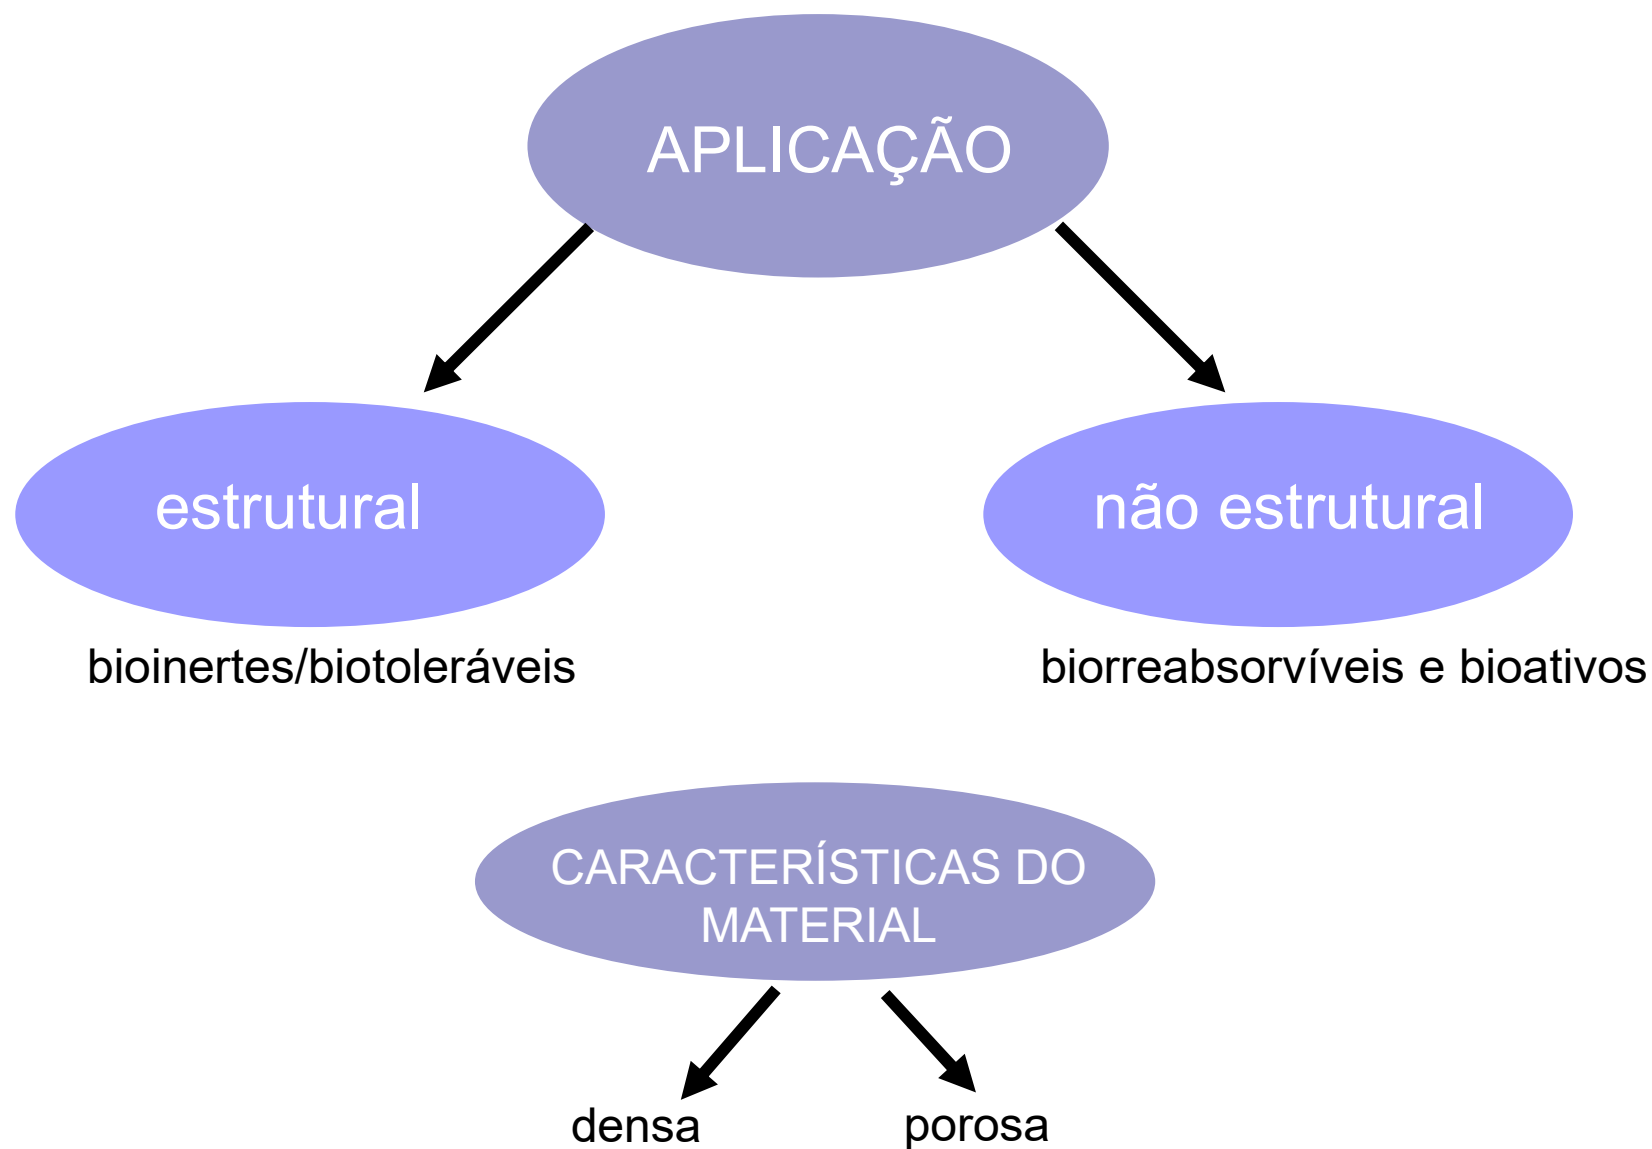 APLICAÇÃO
estrutural
não estrutural
bioinertes/biotoleráveis
biorreabsorvíveis e bioativos
CARACTERÍSTICAS DO
MATERIAL
densa
porosa